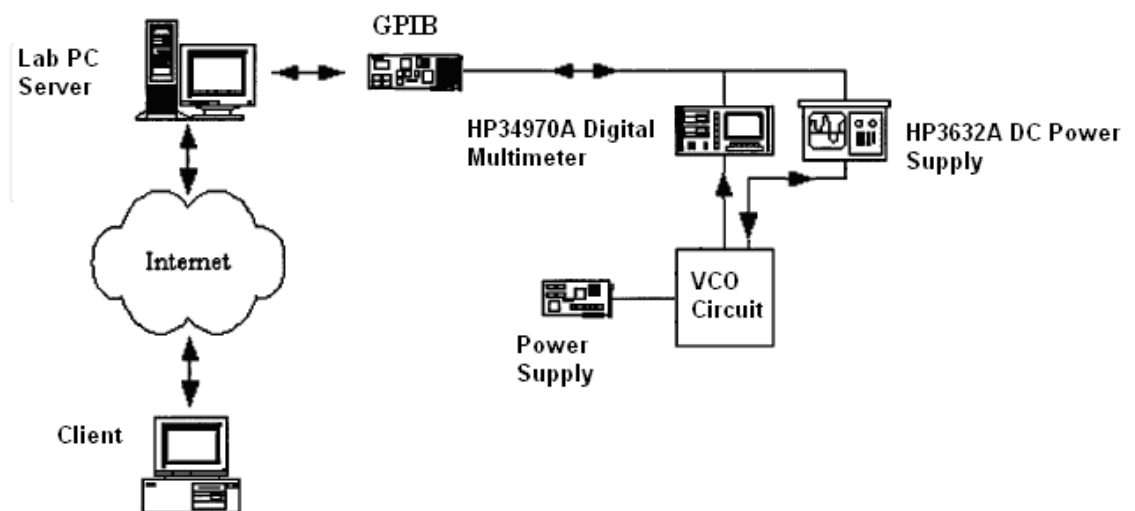 GPIB
Lab PC
Server
HP34970A Digital
Multimeter
HP3632A DC Power
Supply
Internet
VCO
Circuit
Power
Supply
Client